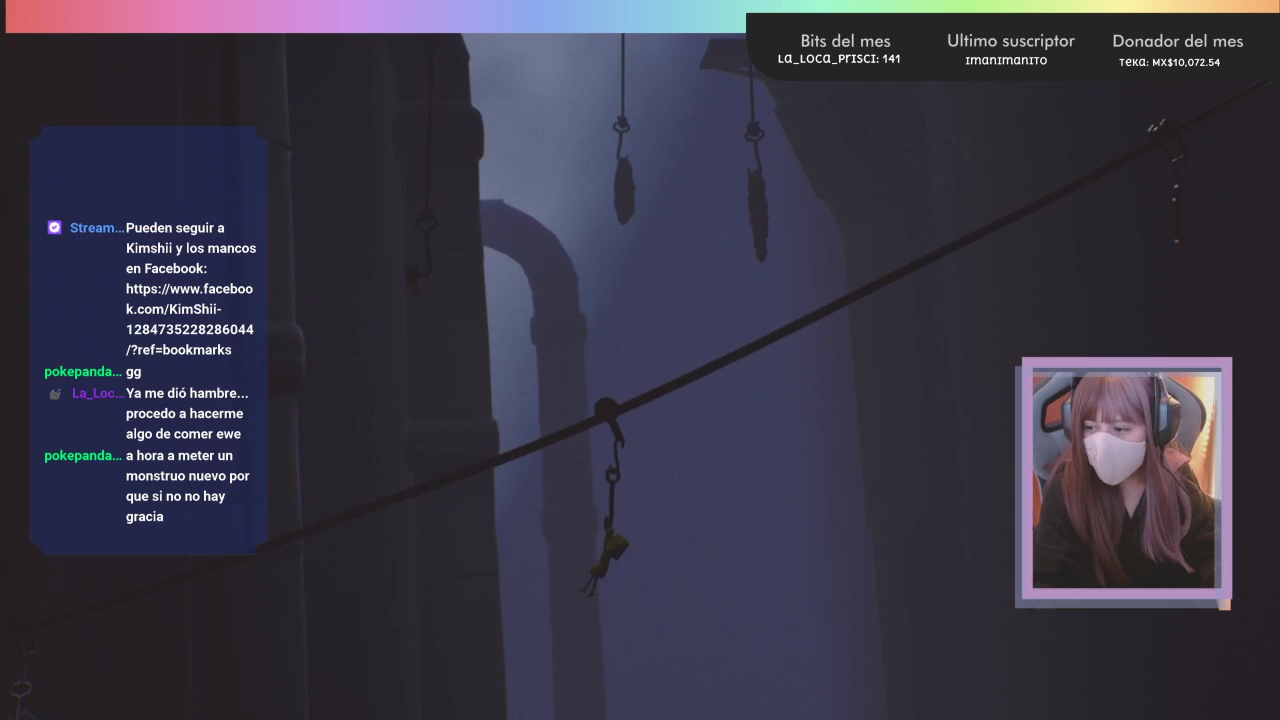 Bits del mes
La_Loca_Prisci: 141
Ultimo suscriptor
imanimanito
Donador del mes
Teka: MX$10,072.54
Stream... Pueden seguir a
Kimshii y los mancos
en Facebook:
https://www.faceboo
k.com/KimShii-
1284735228286044
/?ref=bookmarks
pokepanda... gg
La_Loc... Ya me dió hambre...
procedo a hacerme
algo de comer ewe
pokepanda... a hora a meter un
monstruo nuevo por
que si no no hay
gracia